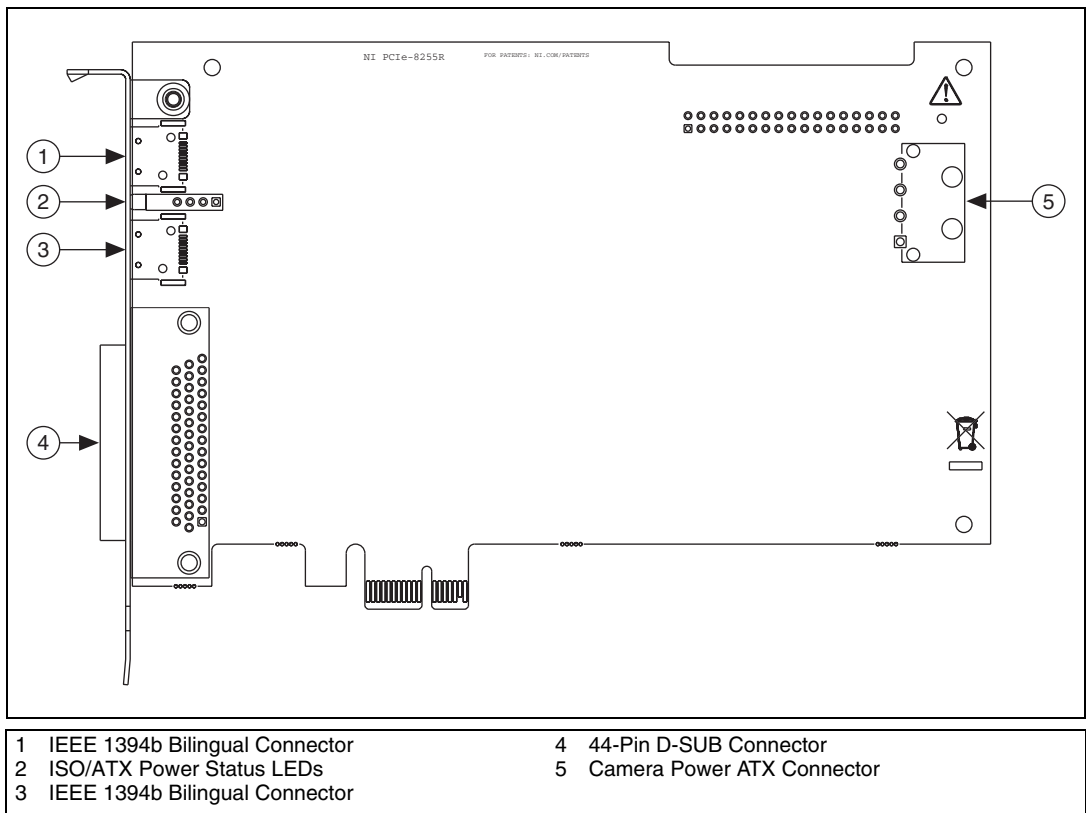 NI PCIe-8255R FOR PATENTS: NI.COM/PATENTS
1
2
3
4
5
1 IEEE 1394b Bilingual Connector
2 ISO/ATX Power Status LEDs
3 IEEE 1394b Bilingual Connector
4 44-Pin D-SUB Connector
5 Camera Power ATX Connector